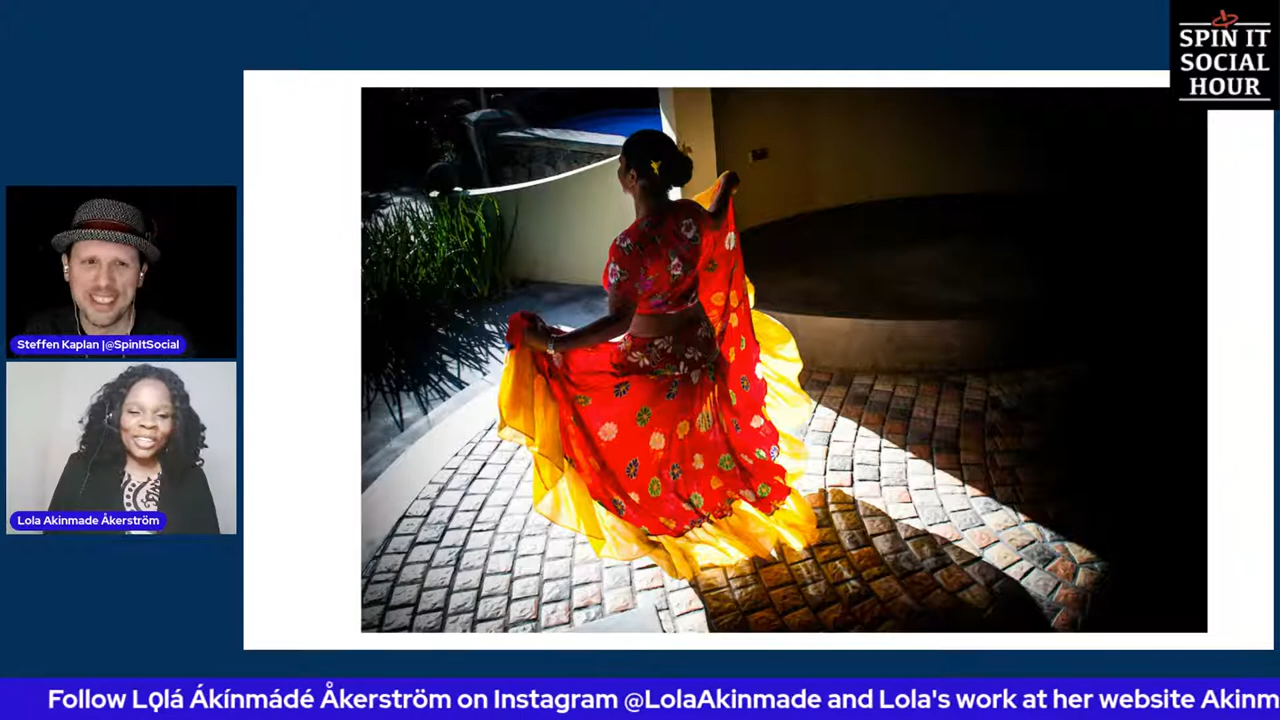 SPIN IT
SOCIAL
HOUR
Steffen Kaplan |@SpinItSocial
Lola Akinmade Åkerström
Follow Lọlá Ákínmádé Åkerström on Instagram @LolaAkinmade and Lola's work at her website Akinm